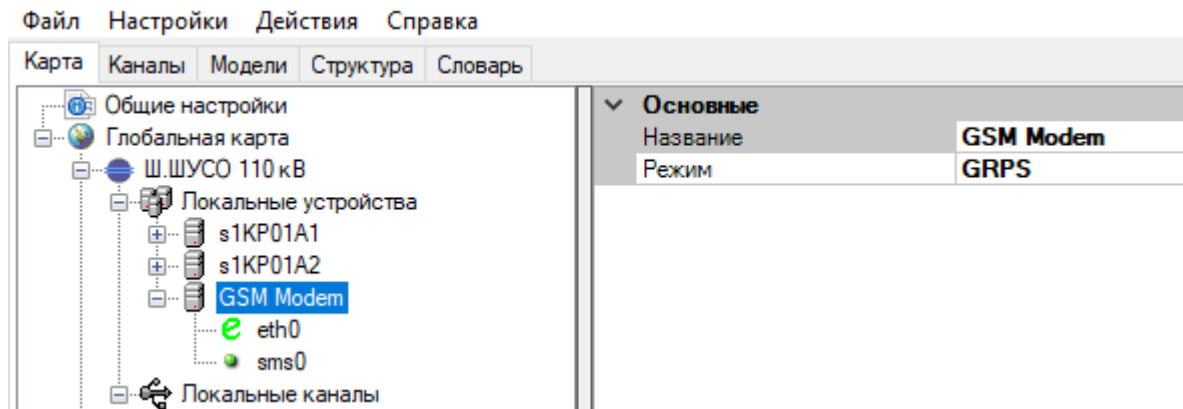 Файл Настройки Действия Справка
Карта Каналы Модели Структура Словарь
Общие настройки
Глобальная карта
Ш.ШУСО 110 кВ
Локальные устройства
s1KP01A1
s1KP01A2
GSM Modem
eth0
sms0
Локальные каналы
Основные
Название GSM Modem
Режим GRPS